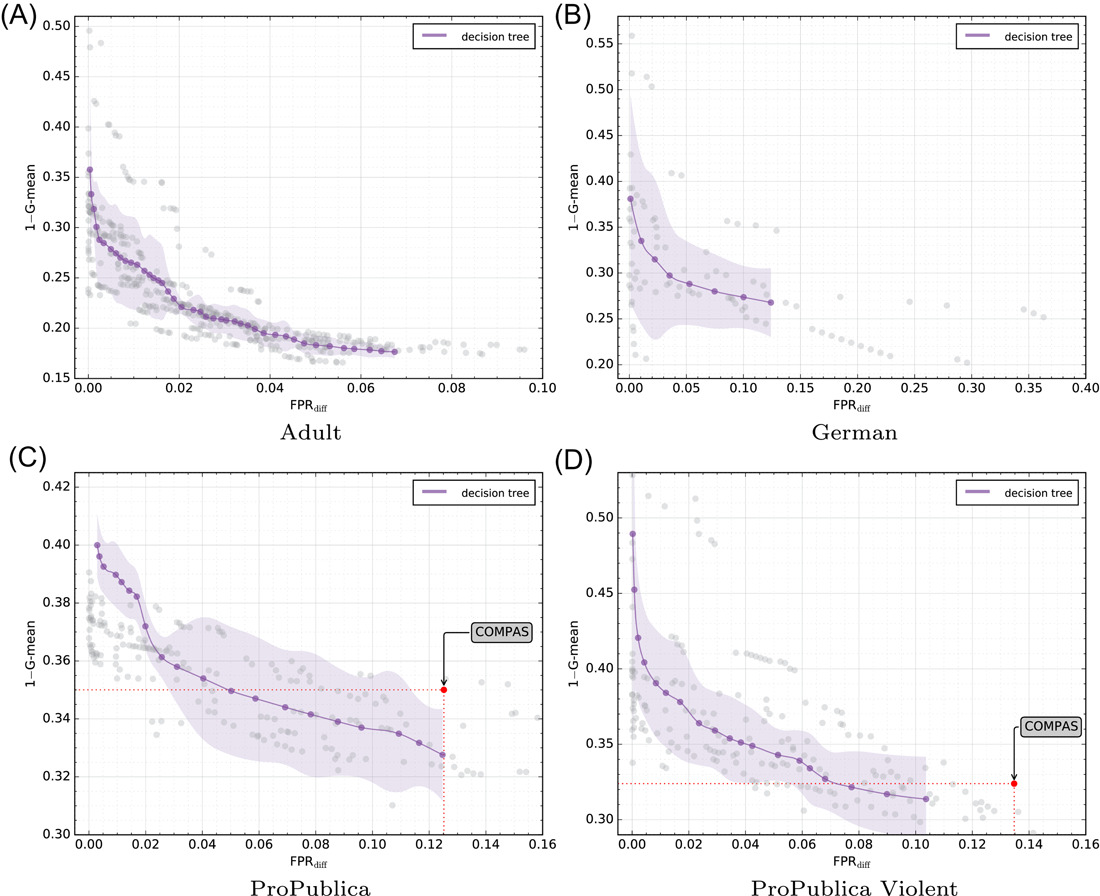 (A)
0.50
0.45
0.40
0.35
0.30
0.25
0.20
0.15
1−G-mean
decision tree
0.00 0.02 0.04 0.06 0.08 0.10
FPRdiff
Adult
(B)
0.55
0.50
0.45
0.40
0.35
0.30
0.25
0.20
1−G-mean
decision tree
0.00 0.05 0.10 0.15 0.20 0.25 0.30 0.35 0.40
FPRdiff
German
(C)
0.42
0.40
0.38
0.36
0.34
0.32
0.30
1−G-mean
decision tree
COMPAS
0.00 0.02 0.04 0.06 0.08 0.10 0.12 0.14 0.16
FPRdiff
ProPublica
(D)
0.50
0.45
0.40
0.35
0.30
1−G-mean
decision tree
COMPAS
0.00 0.02 0.04 0.06 0.08 0.10 0.12 0.14 0.16
FPRdiff
ProPublica Violent